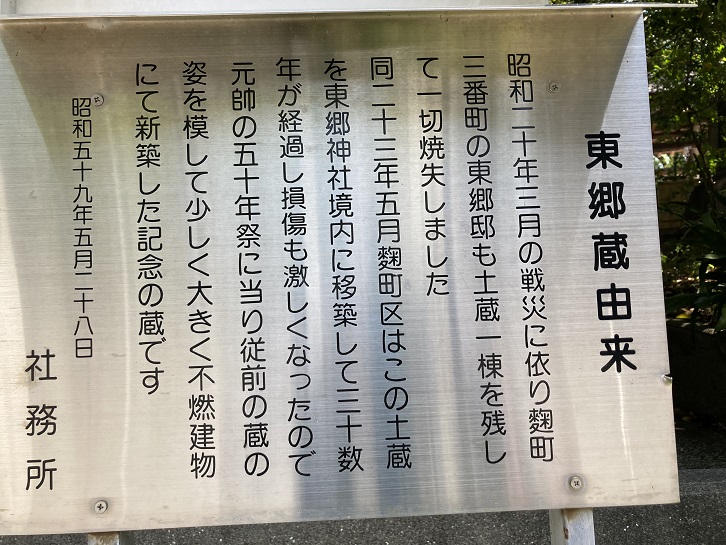 東郷蔵由来
昭和二十年三月の戦災に依り麴町
三番町の東郷邸も土蔵一棟を残し
て一切焼失しました
同二十三年五月麴町区はこの土蔵
を東郷神社境内に移築して三十数
年が経過し損傷も激しくなったので
元帥の五十年祭に当り従前の蔵の
姿を模して少しく大きく不燃建物
にて新築した記念の蔵です
昭和五十九年五月二十八日
社務所